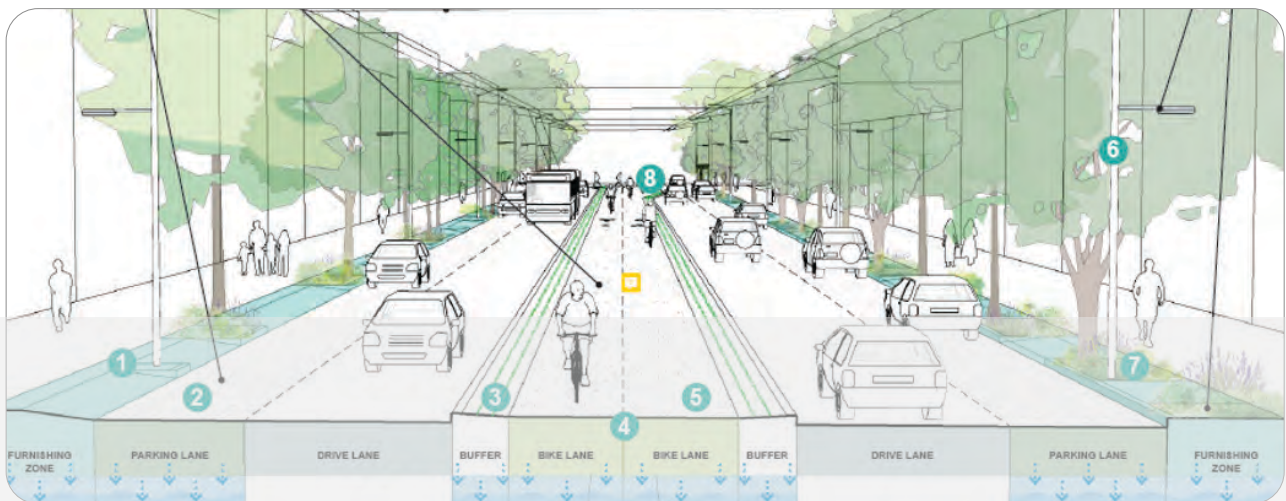 8
6
1
7
2
3
5
4
FURNISHING
ZONE
PARKING LANE
DRIVE LANE
BUFFER
BIKE LANE
BIKE LANE
BUFFER
DRIVE LANE
PARKING LANE
FURNISHING
ZONE